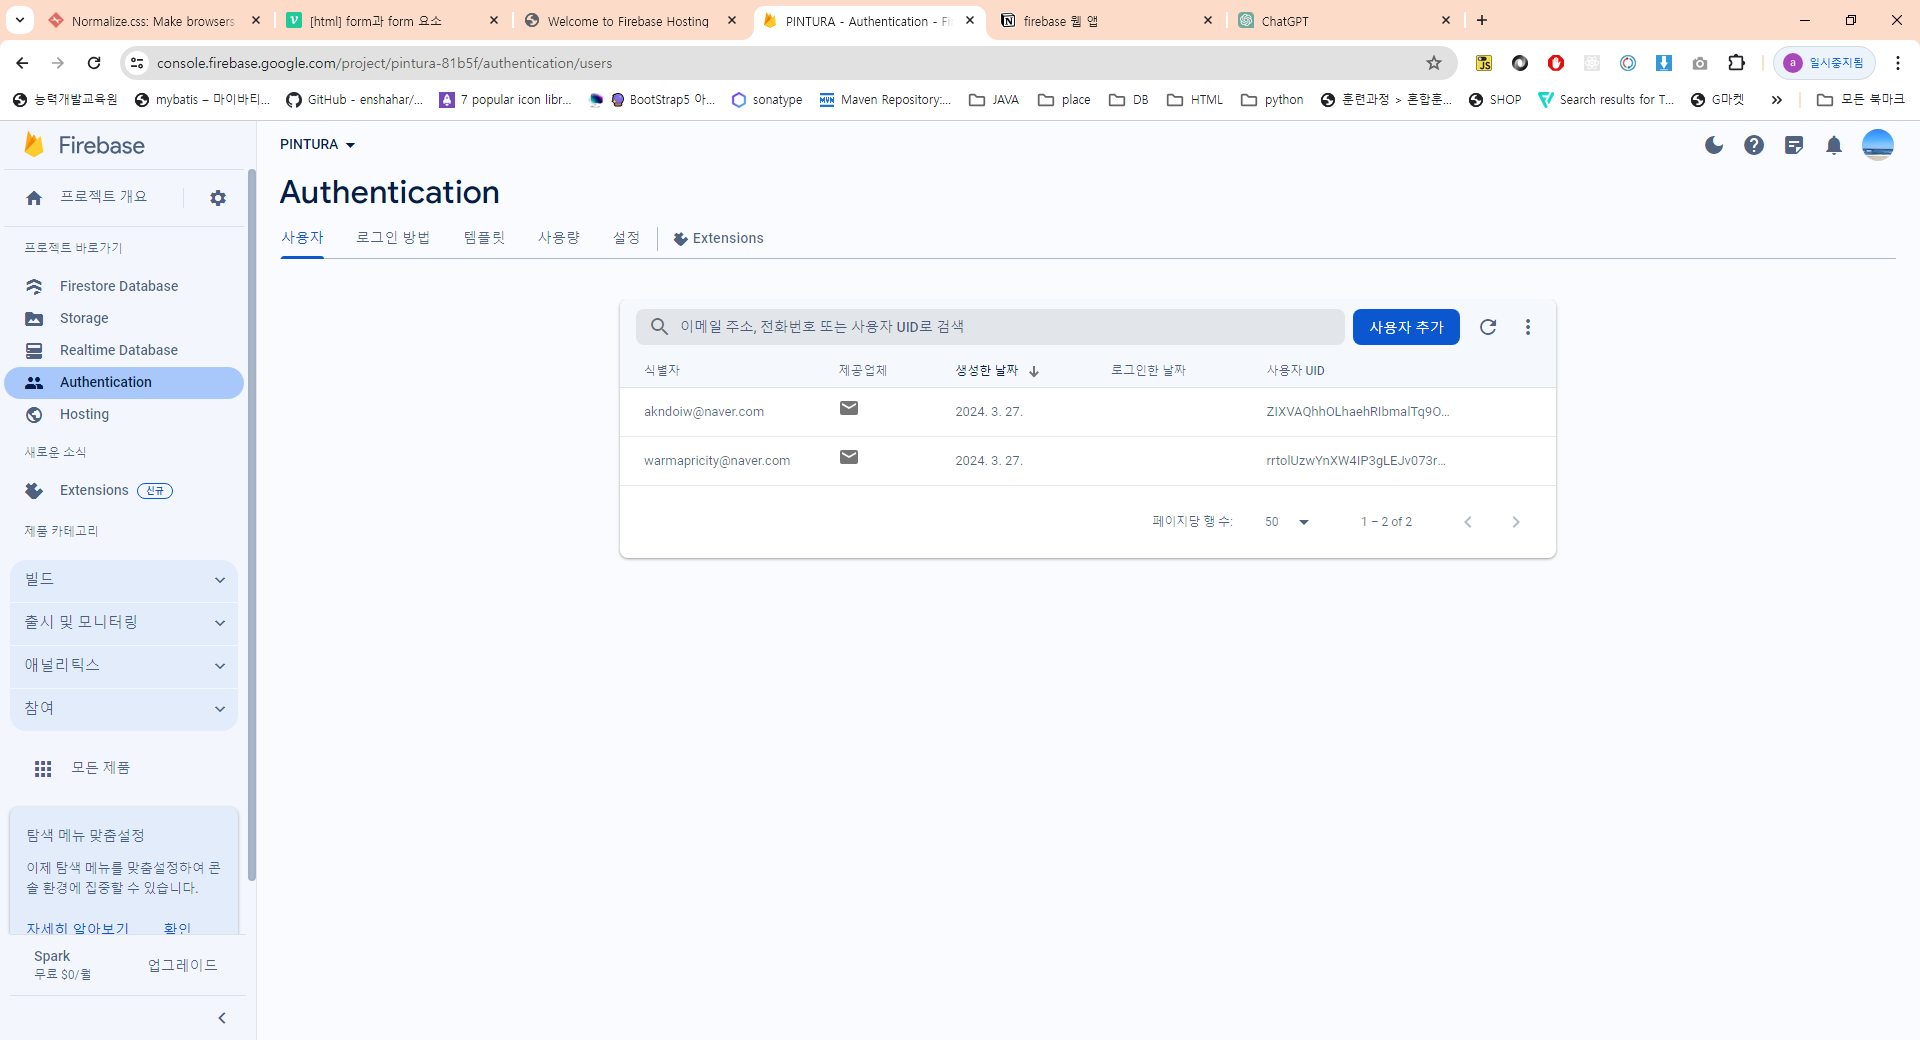 Normalize.css: Make browsers
[html] form과 form 요소
Welcome to Firebase Hosting
PINTURA - Authentication - Fi
firebase 웹 앱
ChatGPT
console.firebase.google.com/project/pintura-81b5f/authentication/users
a 일시중지됨
능력개발교육원
mybatis – 마이바티...
GitHub - enshahar/...
7 popular icon libr...
BootStrap5 아...
sonatype
Maven Repository:...
JAVA
place
DB
HTML
python
훈련과정 > 혼합훈...
SHOP
Search results for T...
G마켓
모든 북마크
Firebase
프로젝트 개요
프로젝트 바로가기
Firestore Database
Storage
Realtime Database
Authentication
Hosting
새로운 소식
Extensions 신규
제품 카테고리
빌드
출시 및 모니터링
애널리틱스
참여
모든 제품
탐색 메뉴 맞춤설정
이제 탐색 메뉴를 맞춤설정하여 콘
솔 환경에 집중할 수 있습니다.
자세히 알아보기 확인
Spark
무료 $0/월
업그레이드
PINTURA
Authentication
사용자 로그인 방법 템플릿 사용량 설정 Extensions
이메일 주소, 전화번호 또는 사용자 UID로 검색
사용자 추가
식별자 제공업체 생성한 날짜 로그인한 날짜 사용자 UID
akndoiw@naver.com 2024. 3. 27. ZIXVAQhhOLhaehRIbmalTq9O...
warmapricity@naver.com 2024. 3. 27. rrtolUzwYnXW4IP3gLEJv073r...
페이지당 행 수: 50 1 – 2 of 2